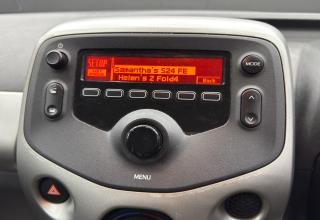 SETUP
Samantha's S24 FE
Helen's Z Fold4
Back
MODE
MENU